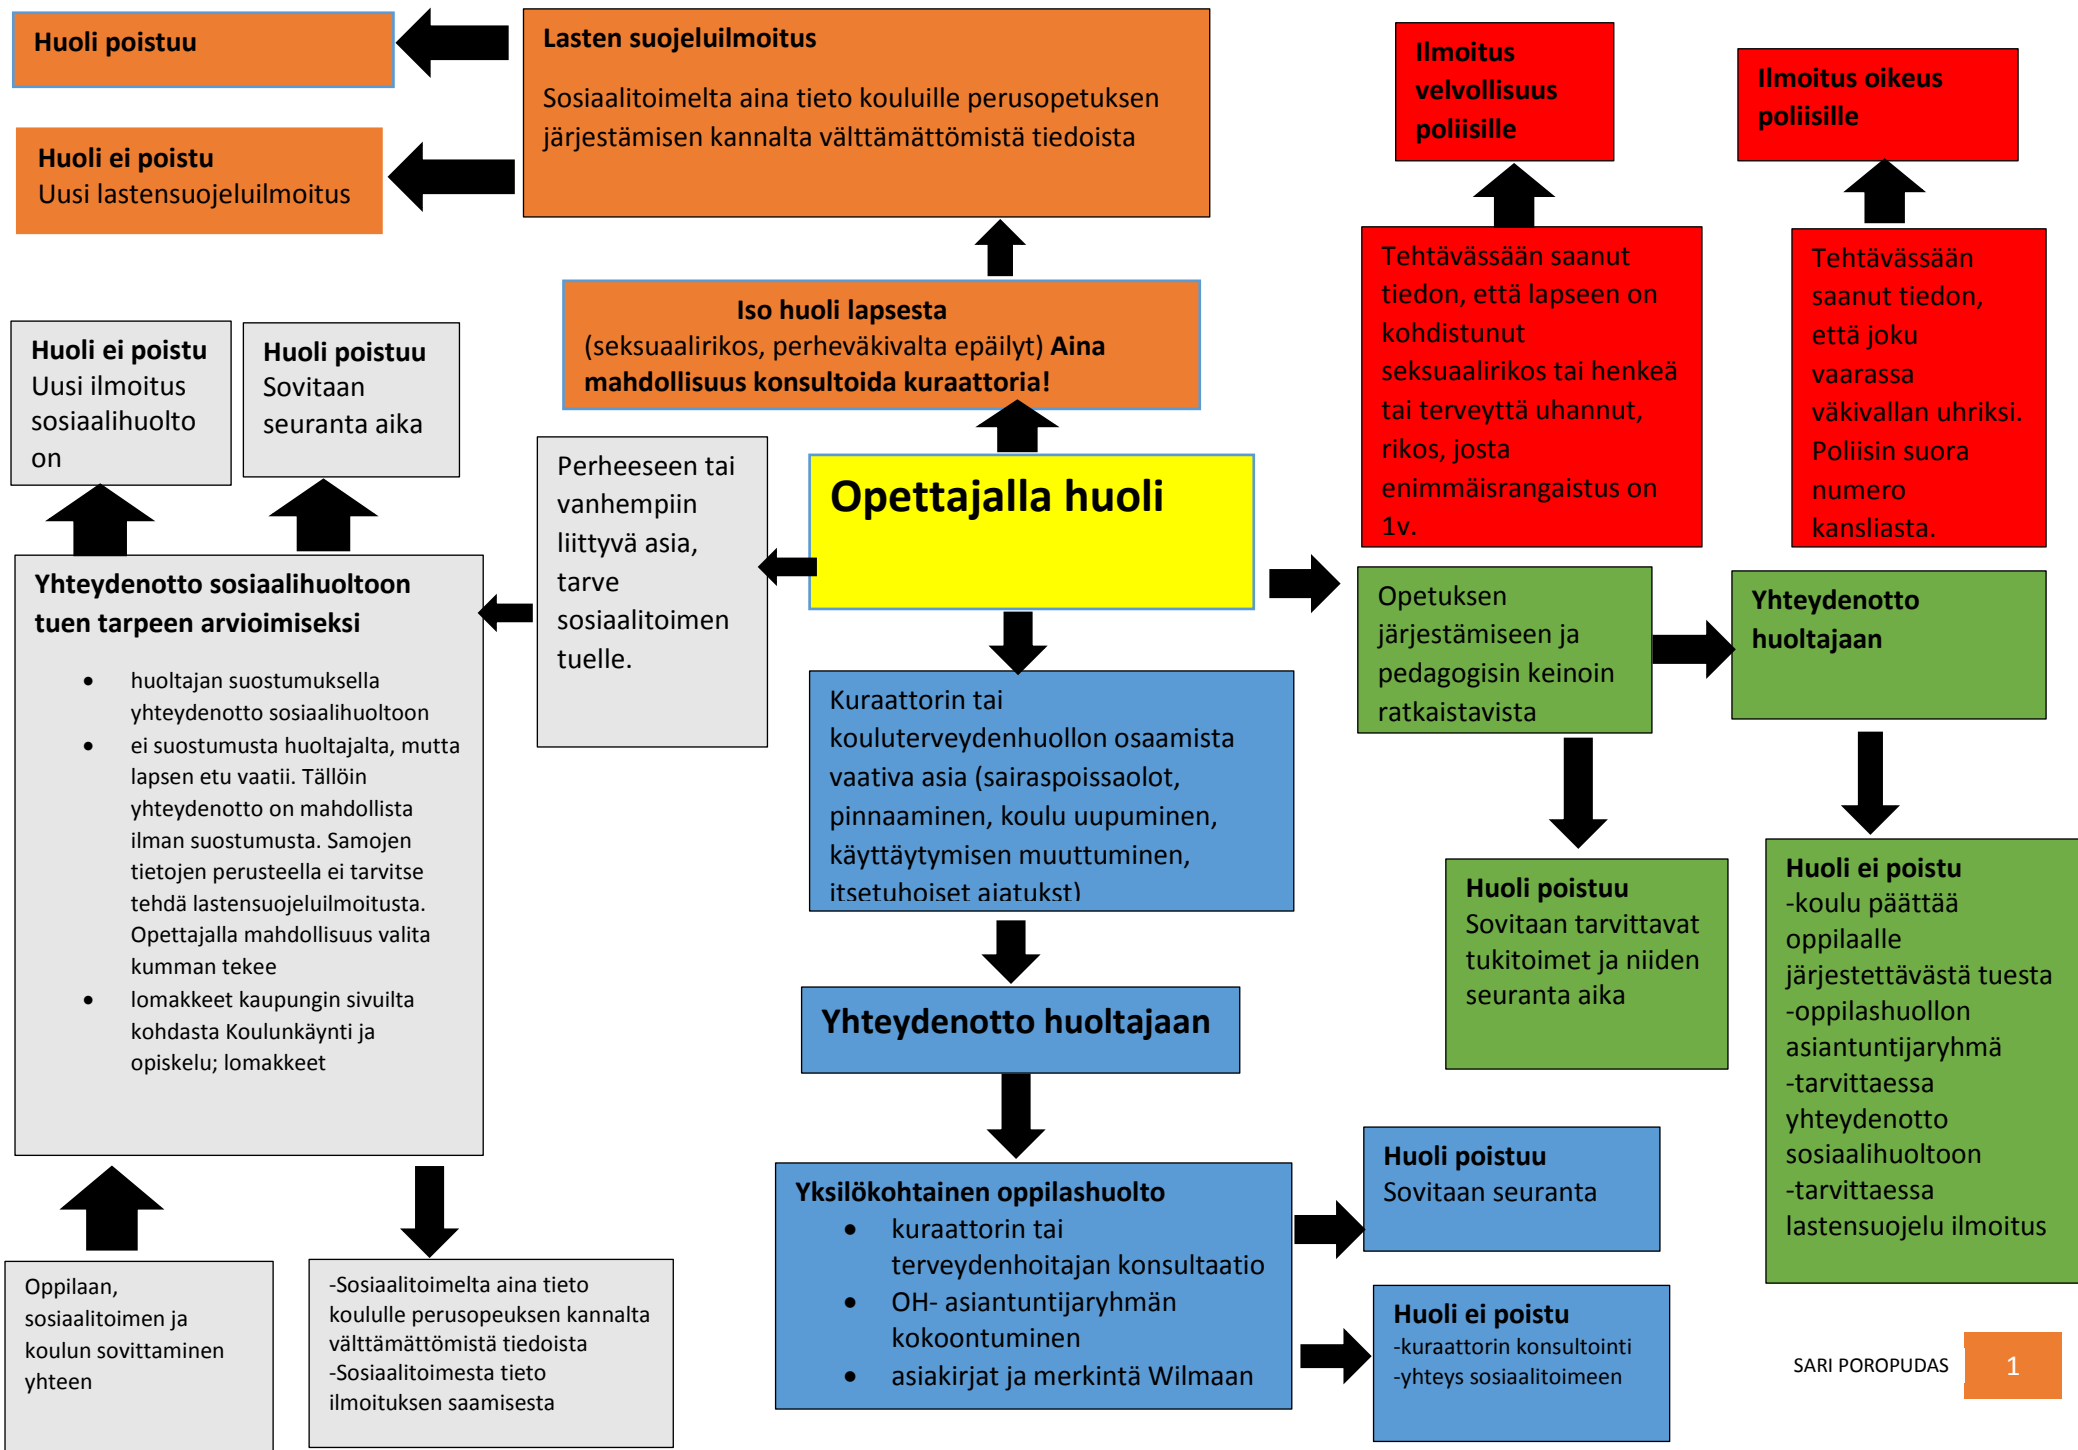 Huoli poistuu
Lasten suojeluilmoitus
Sosiaalitoimelta aina tieto kouluille perusopetuksen
järjestämisen kannalta välttämättömistä tiedoista
Huoli ei poistu
Uusi lastensuojeluilmoitus
Ilmoitus
velvollisuus
poliisille
Ilmoitus oikeus
poliisille
Tehtävässään saanut
tiedon, että lapseen on
kohdistunut
seksuaalirikos tai henkeä
tai terveyttä uhannut,
rikos, josta
enimmäisrangaistus on
1v.
Tehtävässään
saanut tiedon,
että joku
vaarassa
väkivallan uhriksi.
Poliisin suora
numero
kansliasta.
Iso huoli lapsesta
(seksuaalirikos, perheväkivalta epäilyt) Aina
mahdollisuus konsultoida kuraattoria!
Huoli ei poistu
Uusi ilmoitus
sosiaalihuolto
on
Huoli poistuu
Sovitaan
seuranta aika
Perheeseen tai
vanhempiin
liittyvä asia,
tarve
sosiaalitoimen
tuelle.
Opettajalla huoli
Yhteydenotto sosiaalihuoltoon
tuen tarpeen arvioimiseksi
• huoltajan suostumuksella
yhteydenotto sosiaalihuoltoon
• ei suostumusta huoltajalta, mutta
lapsen etu vaatii. Tällöin
yhteydenotto on mahdollista
ilman suostumusta. Samojen
tietojen perusteella ei tarvitse
tehdä lastensuojeluilmoitusta.
Opettajalla mahdollisuus valita
kumman tekee
• lomakkeet kaupungin sivuilta
kohdasta Koulunkäynti ja
opiskelu; lomakkeet
Opetuksen
järjestämiseen ja
pedagogisin keinoin
ratkaistavista
Yhteydenotto
huoltajaan
Kuraattorin tai
kouluterveydenhuollon osaamista
vaativa asia (sairaspoissaolot,
pinnaaminen, koulu uupuminen,
käyttäytymisen muuttuminen,
itsetuhoiset ajatukst)
Huoli poistuu
Sovitaan tarvittavat
tukitoimet ja niiden
seuranta aika
Huoli ei poistu
-koulu päättää
oppilaalle
järjestettävästä tuesta
-oppilashuollon
asiantuntijaryhmä
-tarvittaessa
yhteydenotto
sosiaalihuoltoon
-tarvittaessa
lastensuojelu ilmoitus
Yhteydenotto huoltajaan
Yksilökohtainen oppilashuolto
• kuraattorin tai
terveydenhoitajan konsultaatio
• OH- asiantuntijaryhmän
kokoontuminen
• asiakirjat ja merkintä Wilmaan
Huoli poistuu
Sovitaan seuranta
Huoli ei poistu
-kuraattorin konsultointi
-yhteys sosiaalitoimeen
Oppilaan,
sosiaalitoimen ja
koulun sovittaminen
yhteen
-Sosiaalitoimelta aina tieto
koululle perusopeuksen kannalta
välttämättömistä tiedoista
-Sosiaalitoimesta tieto
ilmoituksen saamisesta
SARI POROPUDAS
1